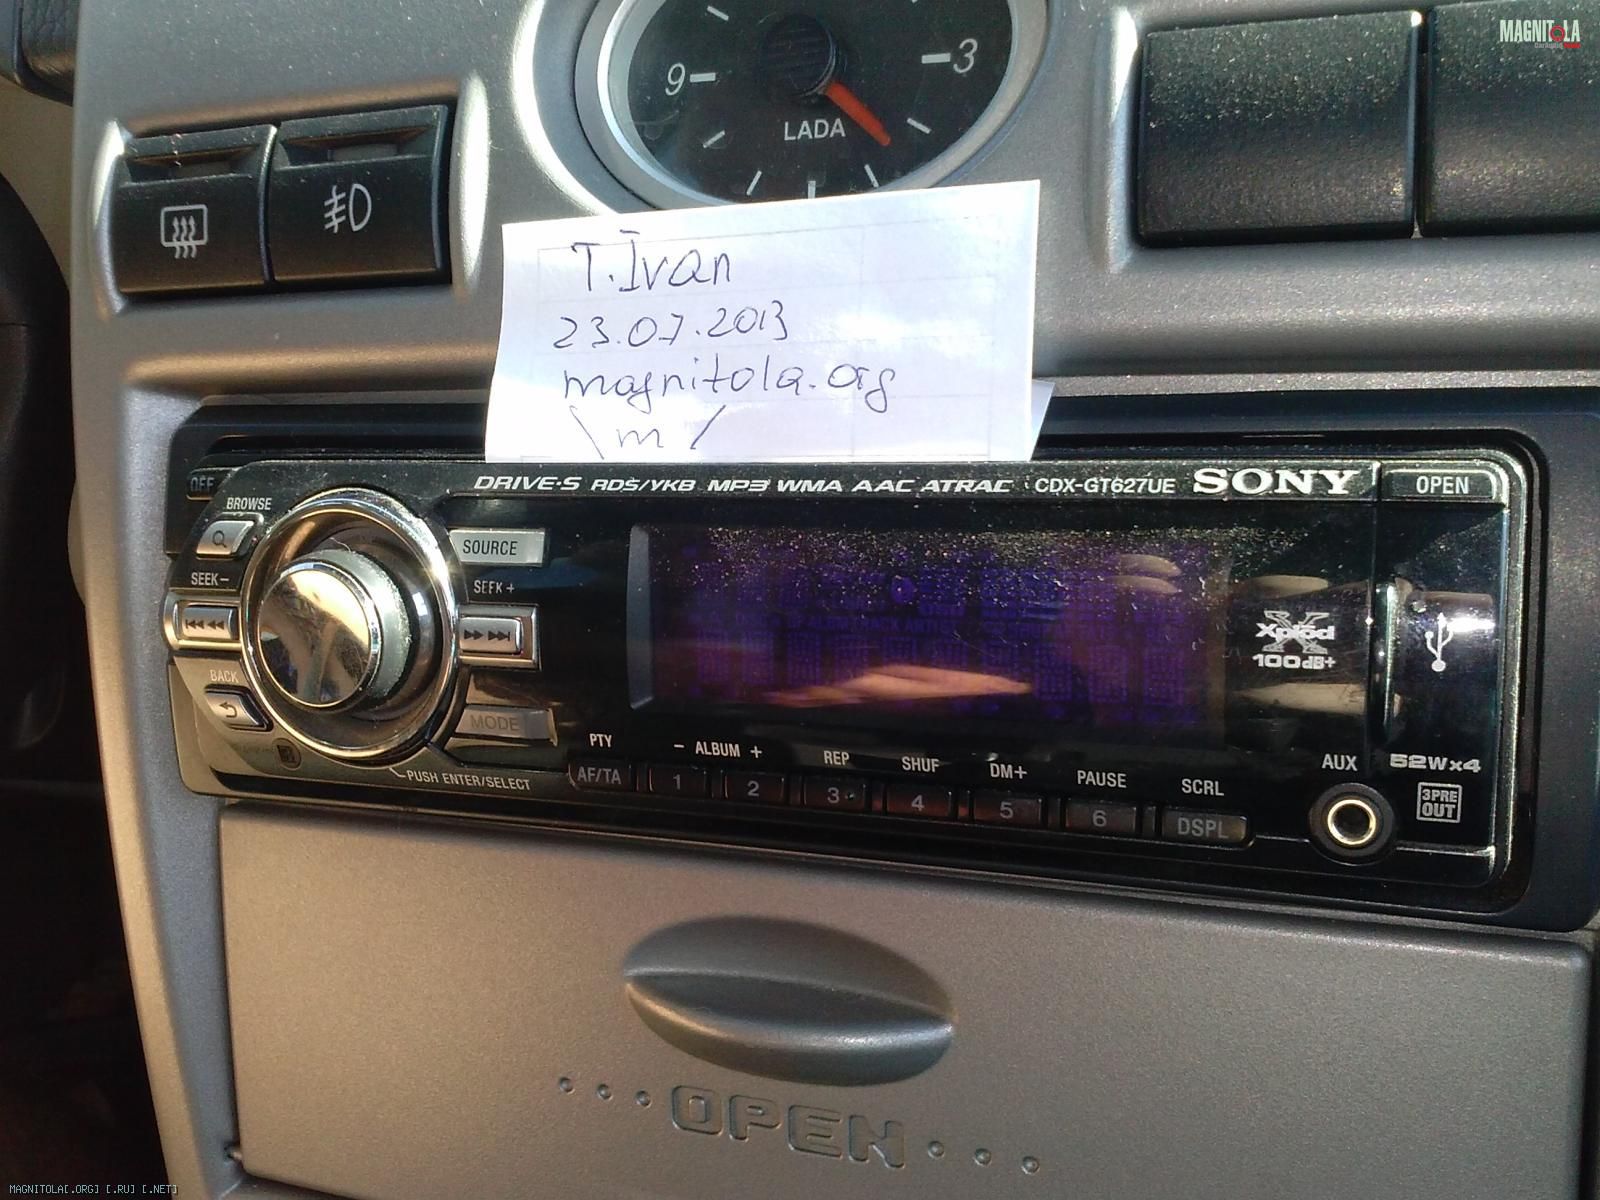 MAGNITOLA
9
3
LADA
T.Ivan
23.07.2013
magnitola.org
\m/
OFF
DRIVE-S RDS/YKB MP3 WMA AAC ATRAC CDX-GT627UE SONY OPEN
BROWSE
SOURCE
SEEK-
SEEK+
ALBUM TRACK ARTIST
Xplod
100dB+
BACK
MODE
PUSH ENTER/SELECT
PTY - ALBUM + REP SHUF DM+ PAUSE SCRL AUX 52W×4
AF/TA 1 2 3 4 5 6 DSPL
3PRE
OUT
OPEN
MAGNITOLA[.ORG] [.RU] [.NET]